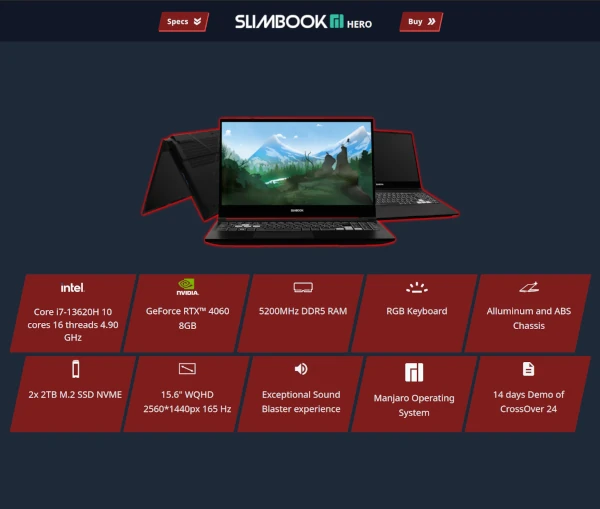 Specs
SLIMBOOK HERO
Buy
SLIMBOOK
intel.
Core i7-13620H 10
cores 16 threads 4.90
GHz
NVIDIA.
GeForce RTX™ 4060
8GB
5200MHz DDR5 RAM
RGB Keyboard
Alluminum and ABS
Chassis
2x 2TB M.2 SSD NVME
15.6" WQHD
2560*1440px 165 Hz
Exceptional Sound
Blaster experience
Manjaro Operating
System
14 days Demo of
CrossOver 24